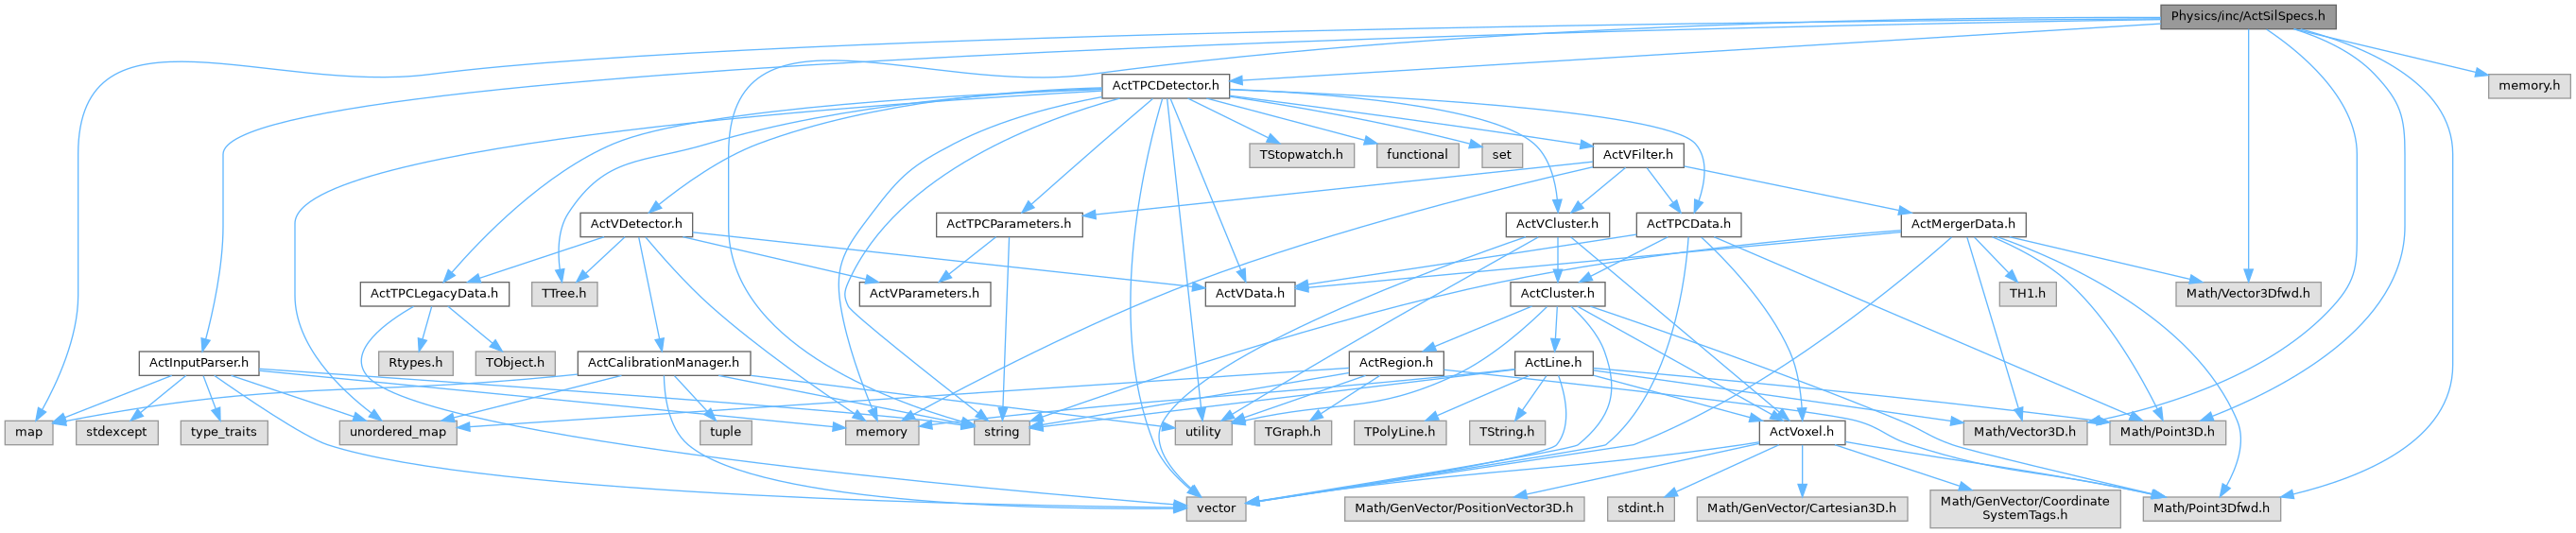 Physics/inc/ActSilSpecs.h
ActTPCDetector.h
memory.h
TStopwatch.h
functional
set
ActVFilter.h
ActVDetector.h
ActTPCParameters.h
ActVCluster.h
ActTPCData.h
ActMergerData.h
ActTPCLegacyData.h
TTree.h
ActVParameters.h
ActVData.h
ActCluster.h
TH1.h
Math/Vector3Dfwd.h
ActInputParser.h
Rtypes.h
TObject.h
ActCalibrationManager.h
ActRegion.h
ActLine.h
map
stdexcept
type_traits
unordered_map
tuple
memory
string
utility
TGraph.h
TPolyLine.h
TString.h
ActVoxel.h
Math/Vector3D.h
Math/Point3D.h
vector
Math/GenVector/PositionVector3D.h
stdint.h
Math/GenVector/Cartesian3D.h
Math/GenVector/Coordinate
SystemTags.h
Math/Point3Dfwd.h